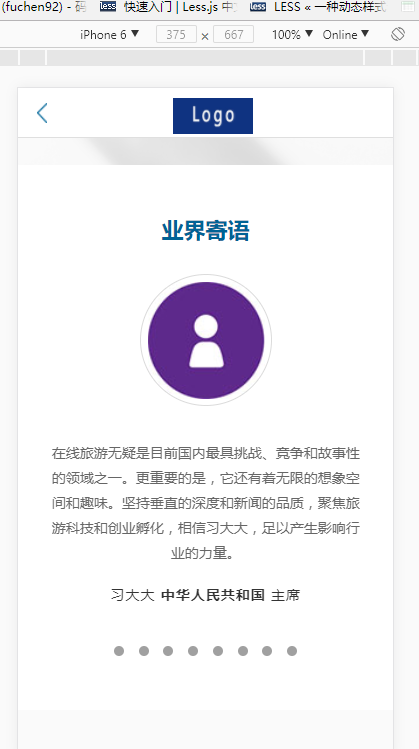 (fuchen92) - 码 快速入门 | Less.js 中 LESS « 一种动态样式
iPhone 6 ▼ 375 × 667 100% ▼ Online ▼
Logo
业界寄语
在线旅游无疑是目前国内最具挑战、竞争和故事性
的领域之一。更重要的是，它还有着无限的想象空
间和趣味。坚持垂直的深度和新闻的品质，聚焦旅
游科技和创业孵化，相信习大大，足以产生影响行
业的力量。
习大大 中华人民共和国 主席